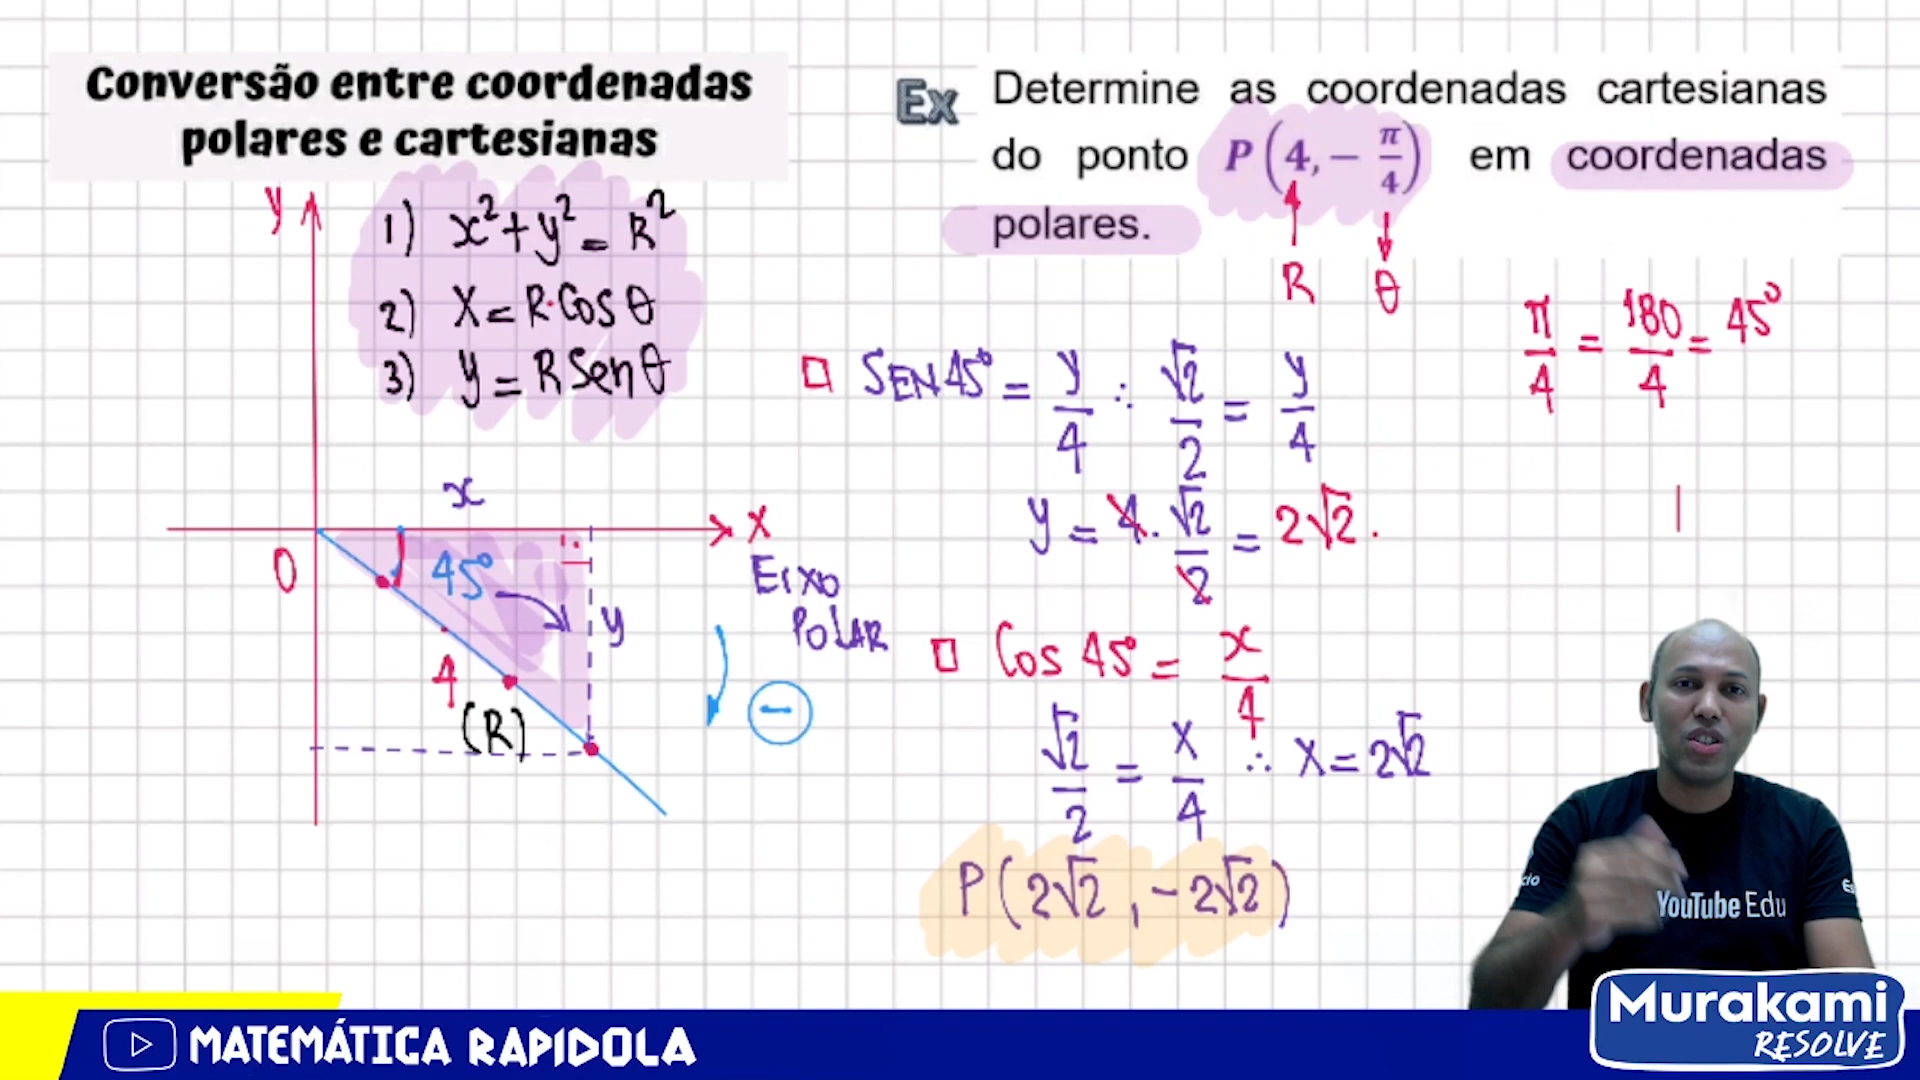 Conversão entre coordenadas
polares e cartesianas
1) x²+y² = R²
2) X = R·Cos θ
3) y = R Sen θ
y
x
0
45°
y
4
(R)
X
EIXO
POLAR
−
Ex Determine as coordenadas cartesianas
do ponto P(4, −π/4) em coordenadas
polares.
R
θ
π/4 = 180/4 = 45°
SEN 45° = y/4 ∴ √2/2 = y/4
y = 4·√2/2 = 2√2.
Cos 45° = x/4
√2/2 = x/4 ∴ x = 2√2
P(2√2, −2√2)
YouTube Edu
MATEMÁTICA RAPIDOLA
Murakami
RESOLVE